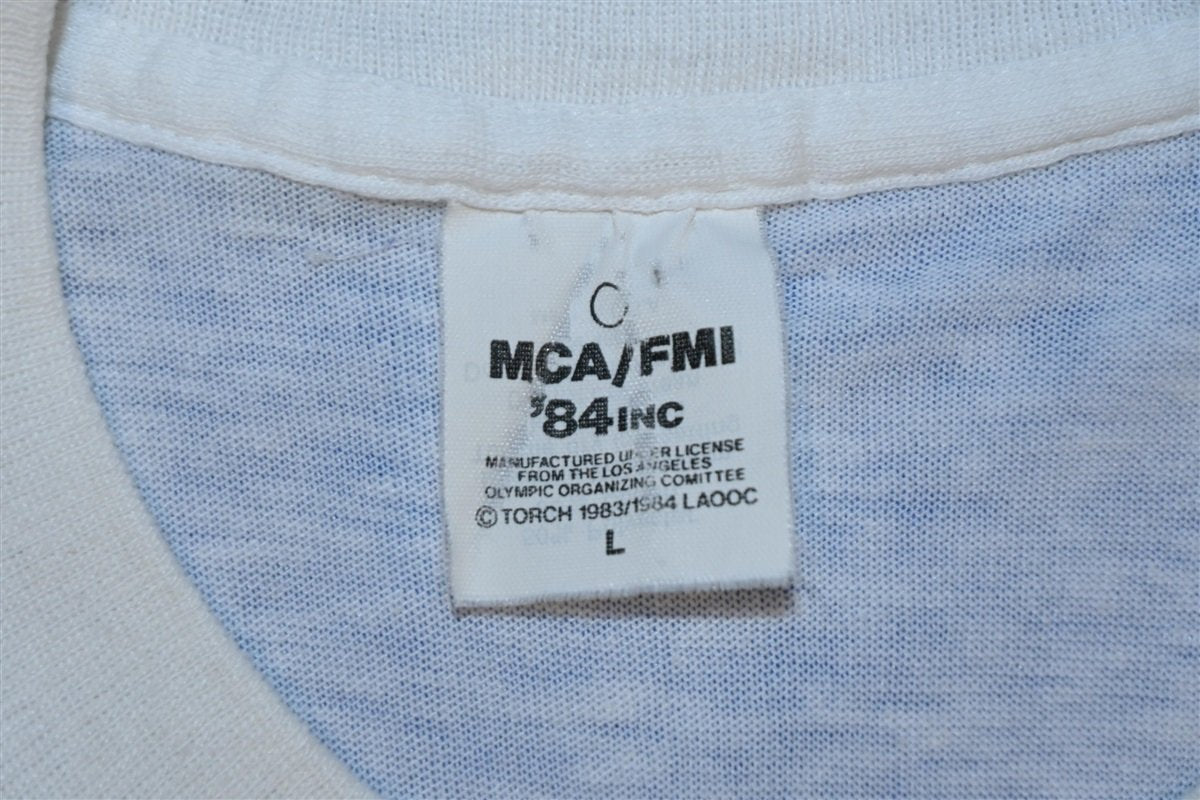 MCA/FMI
'84 INC
MANUFACTURED UNDER LICENSE
FROM THE LOS ANGELES
OLYMPIC ORGANIZING COMITTEE
© TORCH 1983/1984 LAOOC
L